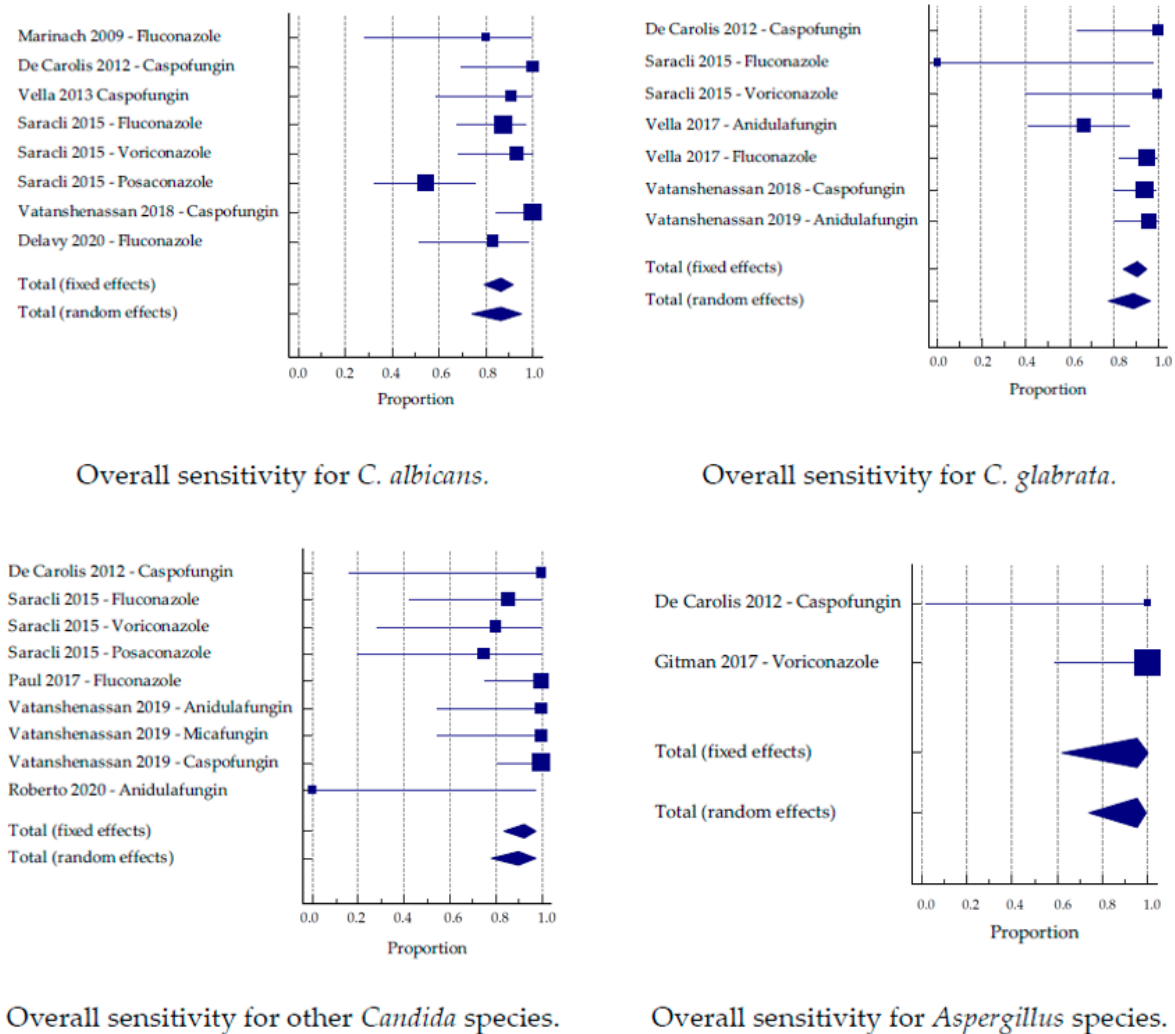 Marinach 2009 - Fluconazole
De Carolis 2012 - Caspofungin
Vella 2013 Caspofungin
Saracli 2015 - Fluconazole
Saracli 2015 - Voriconazole
Saracli 2015 - Posaconazole
Vatanshenassan 2018 - Caspofungin
Delavy 2020 - Fluconazole
Total (fixed effects)
Total (random effects)
0.0 0.2 0.4 0.6 0.8 1.0
Proportion
Overall sensitivity for C. albicans.
De Carolis 2012 - Caspofungin
Saracli 2015 - Fluconazole
Saracli 2015 - Voriconazole
Vella 2017 - Anidulafungin
Vella 2017 - Fluconazole
Vatanshenassan 2018 - Caspofungin
Vatanshenassan 2019 - Anidulafungin
Total (fixed effects)
Total (random effects)
0.0 0.2 0.4 0.6 0.8 1.0
Proportion
Overall sensitivity for C. glabrata.
De Carolis 2012 - Caspofungin
Saracli 2015 - Fluconazole
Saracli 2015 - Voriconazole
Saracli 2015 - Posaconazole
Paul 2017 - Fluconazole
Vatanshenassan 2019 - Anidulafungin
Vatanshenassan 2019 - Micafungin
Vatanshenassan 2019 - Caspofungin
Roberto 2020 - Anidulafungin
Total (fixed effects)
Total (random effects)
0.0 0.2 0.4 0.6 0.8 1.0
Proportion
Overall sensitivity for other Candida species.
De Carolis 2012 - Caspofungin
Gitman 2017 - Voriconazole
Total (fixed effects)
Total (random effects)
0.0 0.2 0.4 0.6 0.8 1.0
Proportion
Overall sensitivity for Aspergillus species.